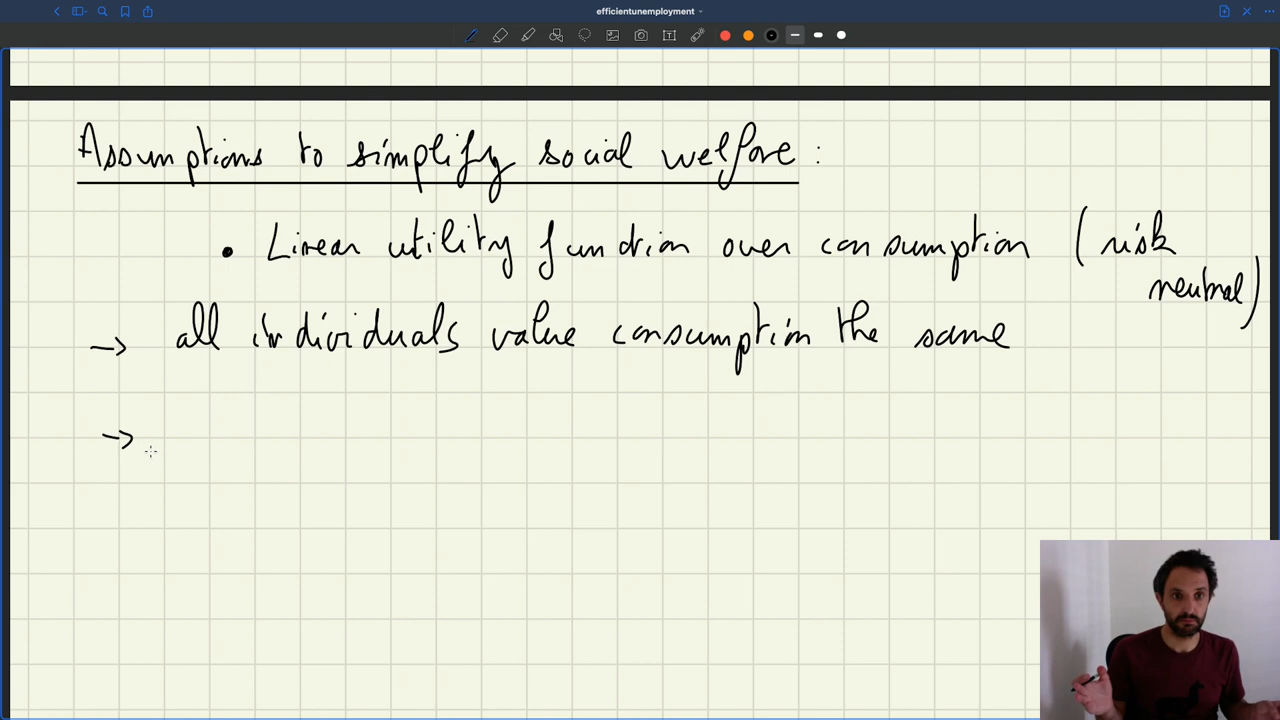 efficientunemployment
Assumptions to simplify social welfare :
• Linear utility function over consumption (risk
neutral)
→ all individuals value consumption the same
→